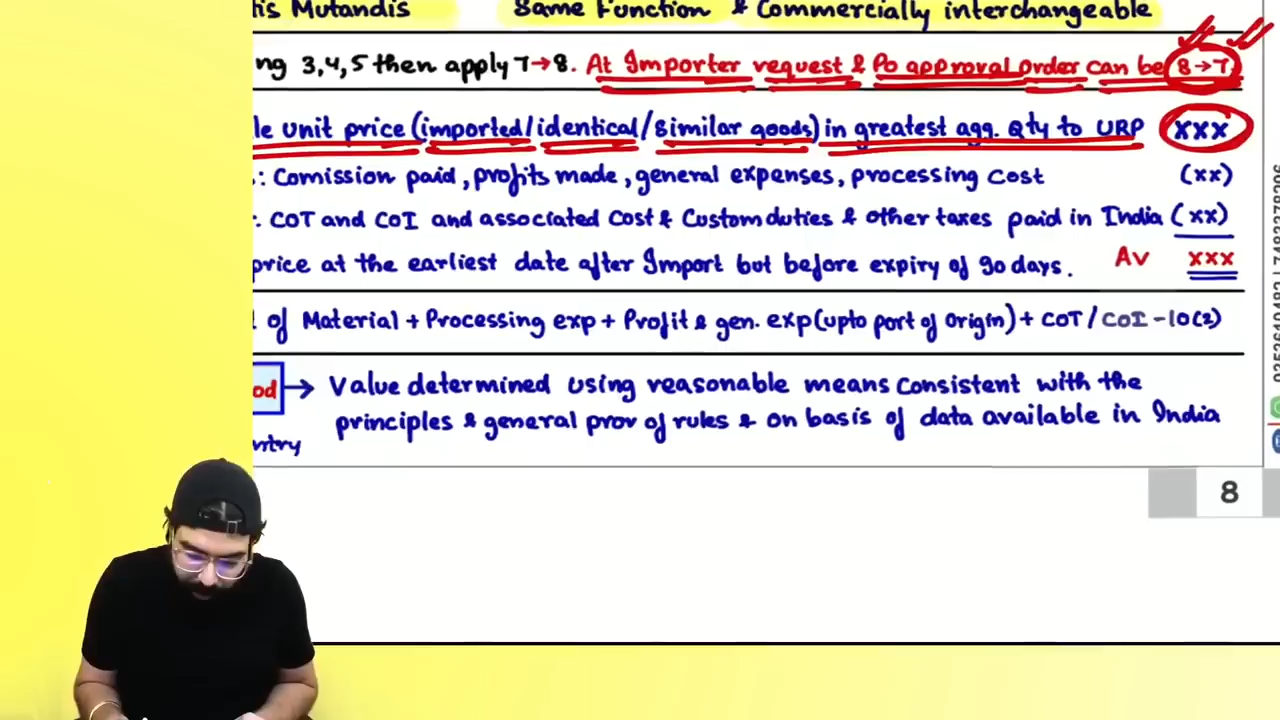 tis Mutandis Same Function & Commercially interchangeable
ng 3,4,5 then apply 7→8. At Importer request & Po approval order can be 8→7
le unit price (imported/identical/similar goods) in greatest agg. Qty to URP xxx
.: Comission paid, profits made, general expenses, processing cost (xx)
. COT and COI and associated Cost & Custom duties & other taxes paid in India (xx)
price at the earliest date after Import but before expiry of 90 days. AV xxx
of Material + Processing exp + Profit & gen. exp (upto port of Origin) + COT/COI-10(2)
od → Value determined using reasonable means Consistent with the
principles & general prov of rules & on basis of data available in India
ntry
8